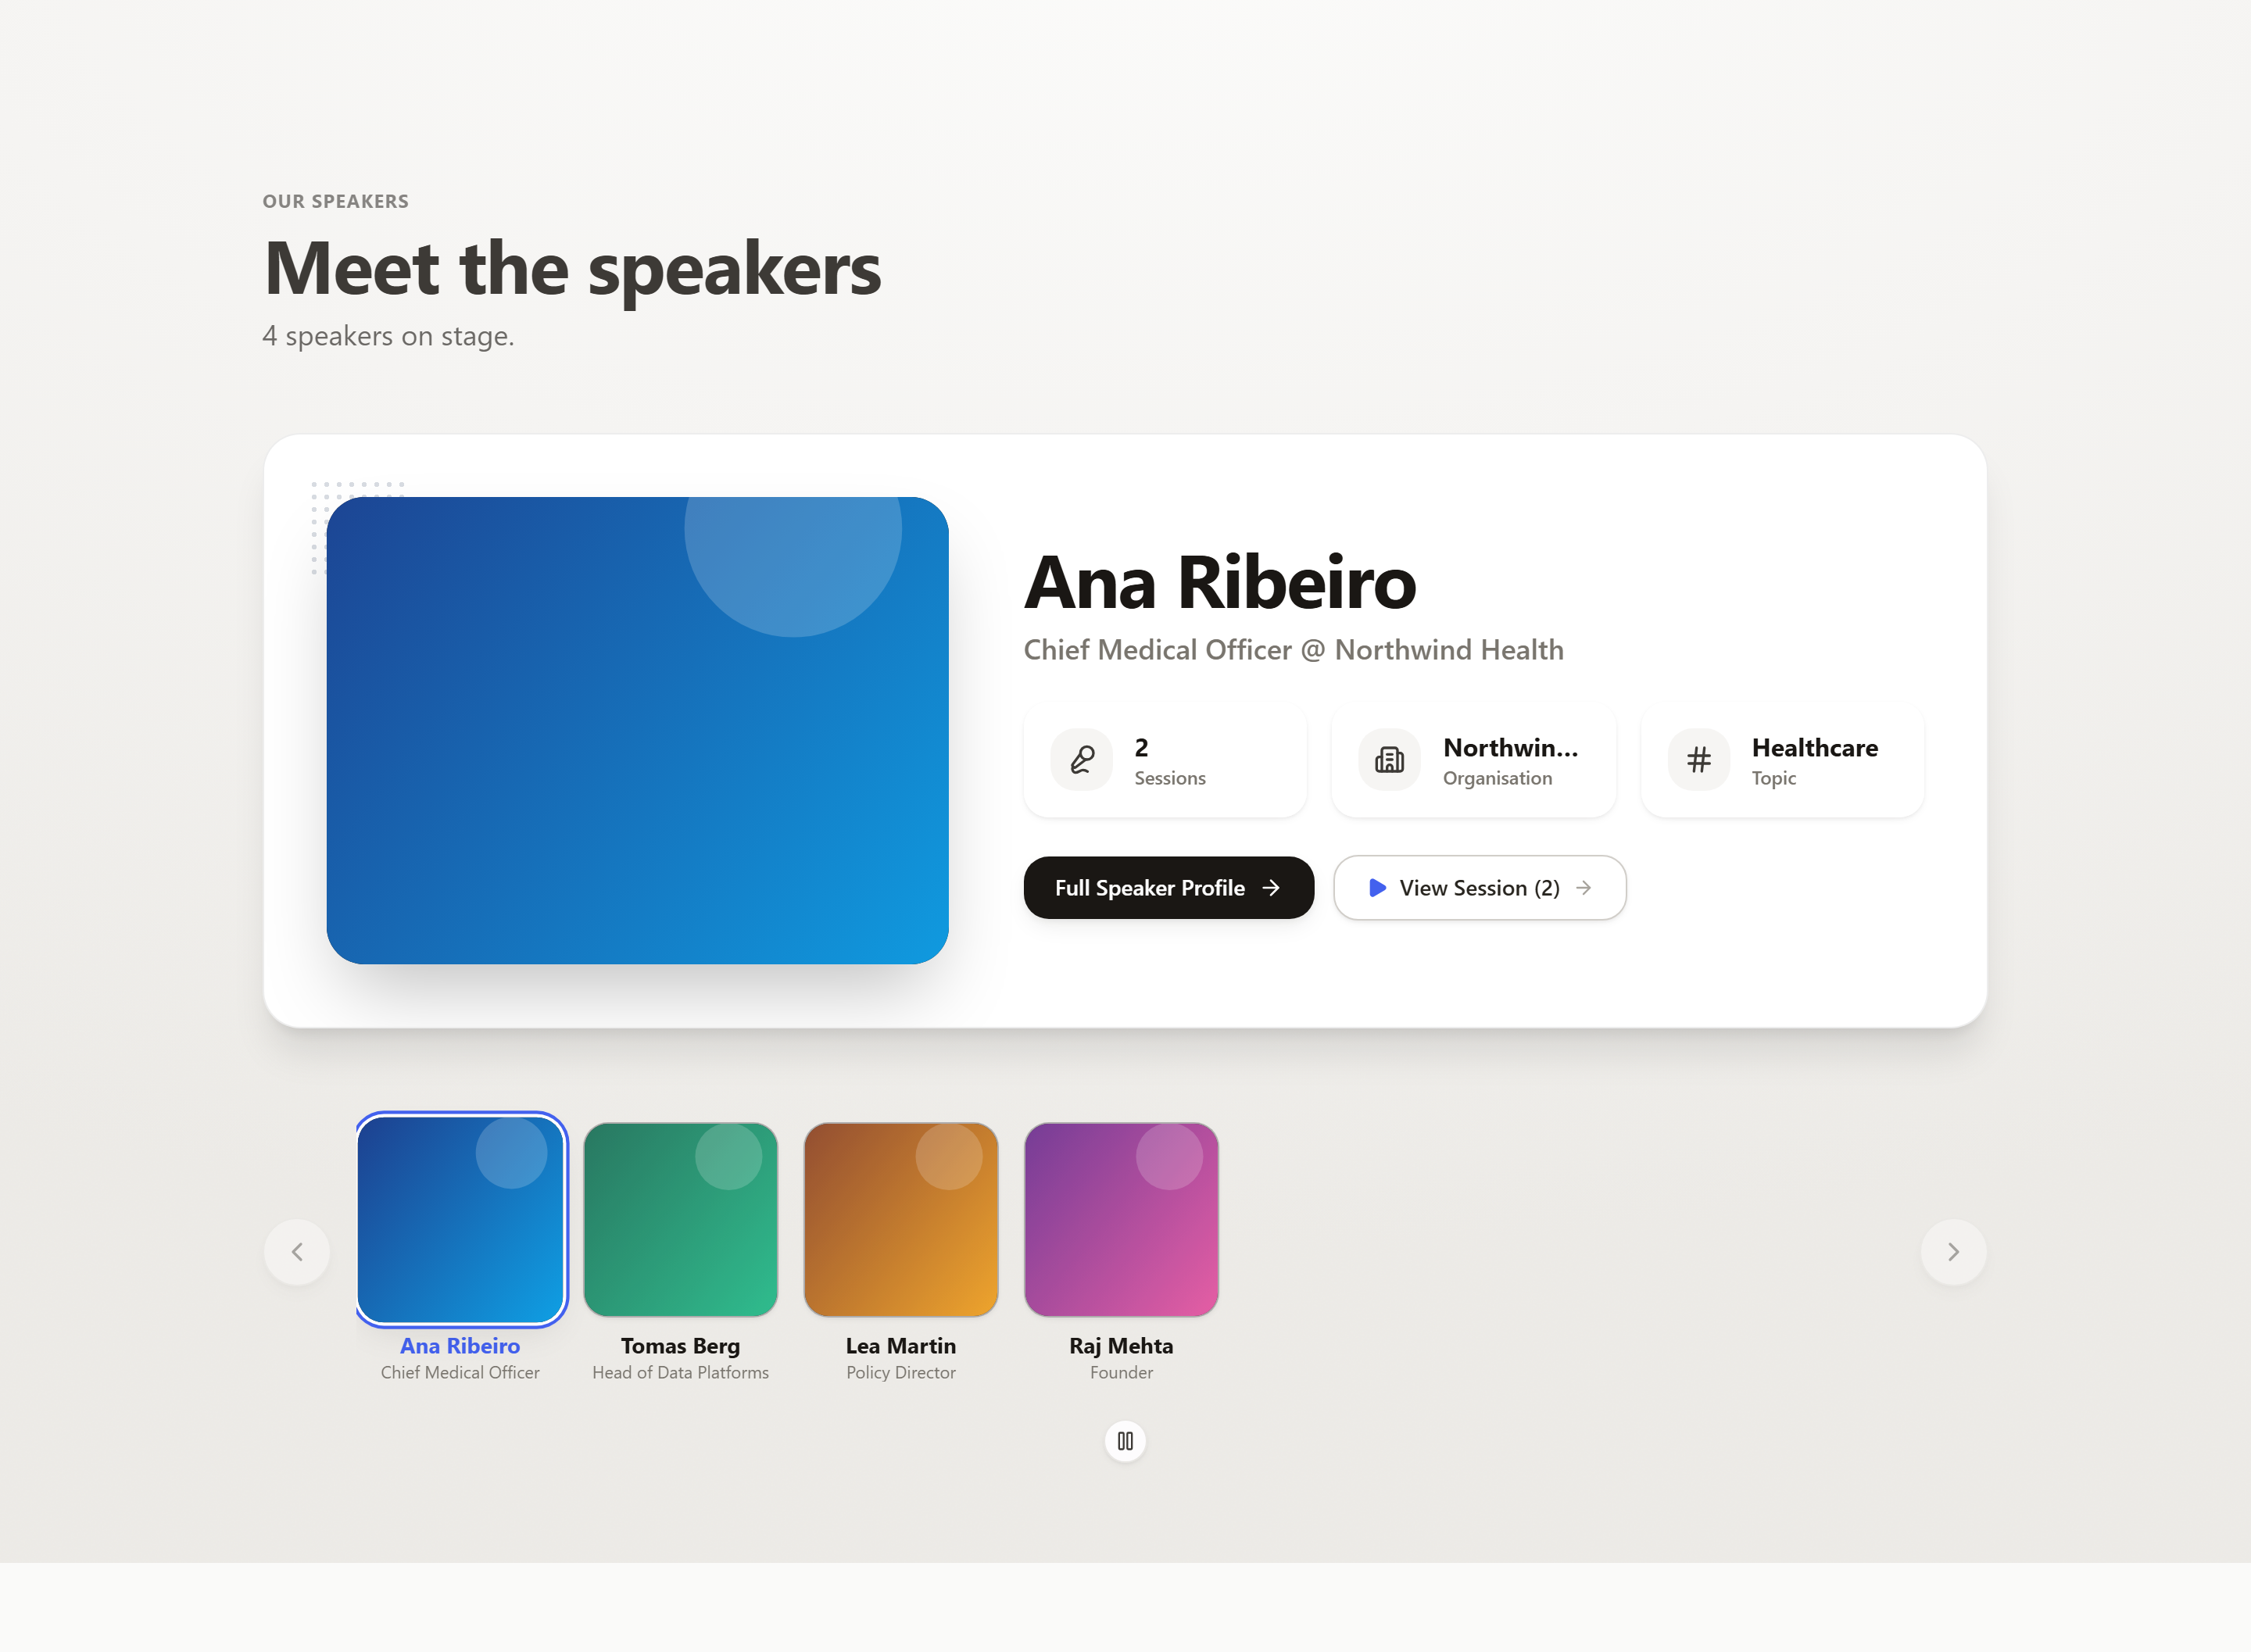 OUR SPEAKERS
Meet the speakers
4 speakers on stage.
Ana Ribeiro
Chief Medical Officer @ Northwind Health
2
Sessions
Northwin...
Organisation
Healthcare
Topic
Full Speaker Profile
View Session (2)
Ana Ribeiro
Chief Medical Officer
Tomas Berg
Head of Data Platforms
Lea Martin
Policy Director
Raj Mehta
Founder